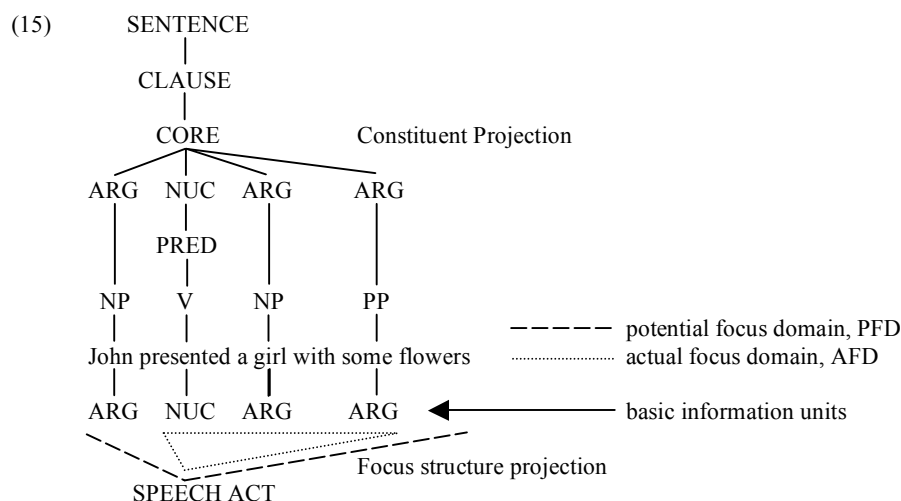 (15) SENTENCE
CLAUSE
CORE Constituent Projection
ARG NUC ARG ARG
PRED
NP V NP PP
potential focus domain, PFD
John presented a girl with some flowers actual focus domain, AFD
ARG NUC ARG ARG basic information units
Focus structure projection
SPEECH ACT